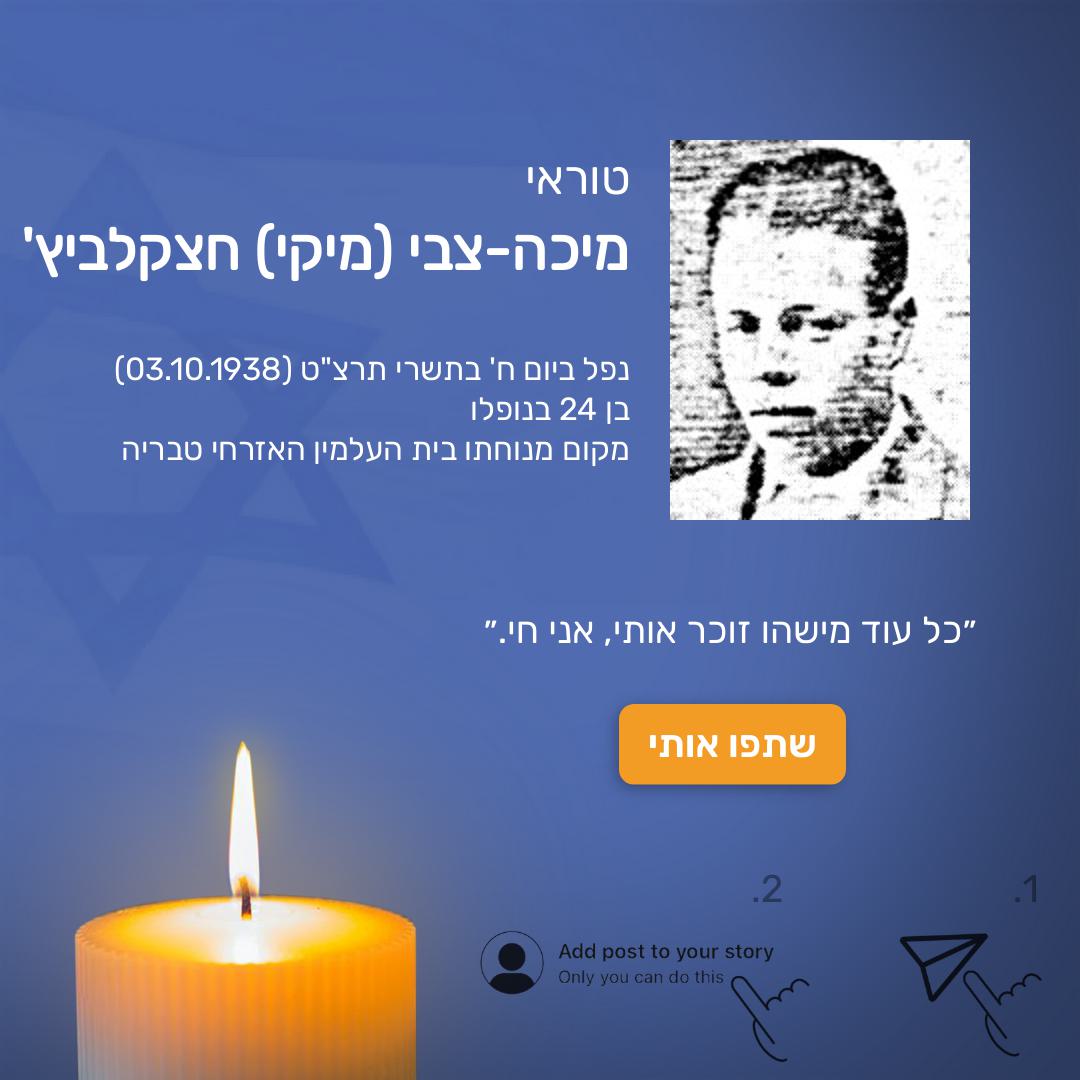 טוראי
מיכה-צבי (מיקי) חצקלביץ'
נפל ביום ח' בתשרי תרצ"ט (03.10.1938)
בן 24 בנופלו
מקום מנוחתו בית העלמין האזרחי טבריה
״כל עוד מישהו זוכר אותי, אני חי.״
שתפו אותי
.1
.2
Add post to your story
Only you can do this